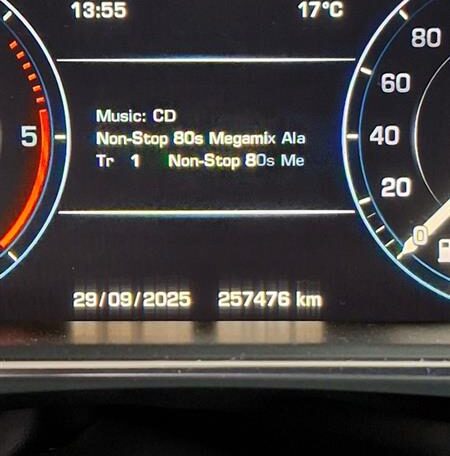 13:55 17°C
80
60
Music: CD
Non-Stop 80s Megamix Ala
5 40
Tr 1 Non-Stop 80s Me
20
0
29/09/2025 257476 km